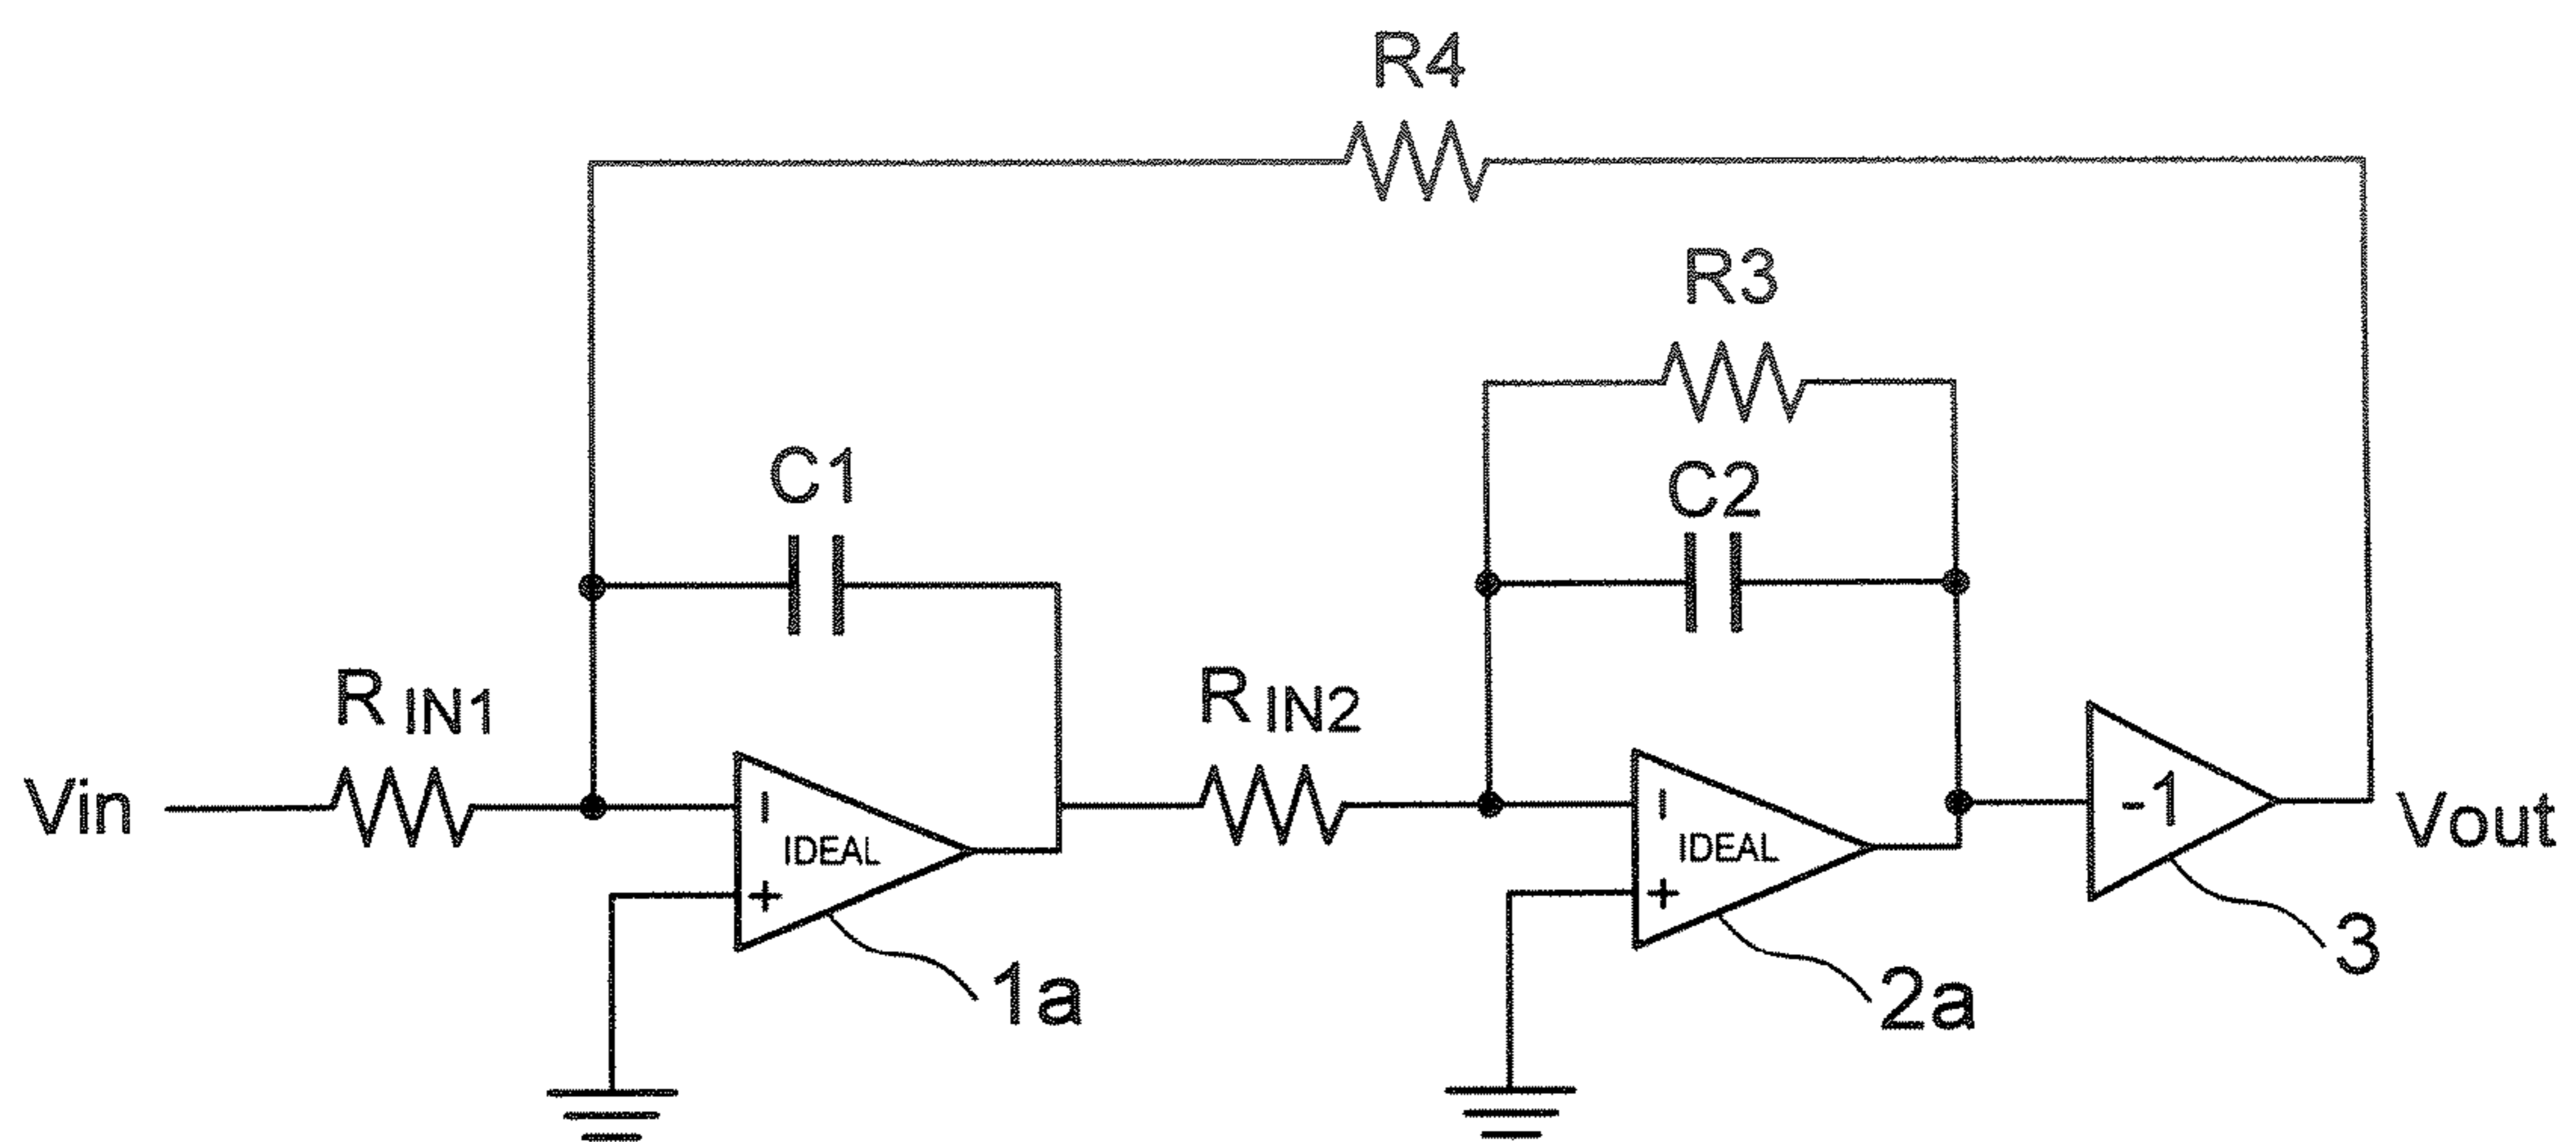 R4
R3
C1
C2
R IN1
R IN2
Vin
- IDEAL +
- IDEAL +
-1
Vout
1a
2a
3